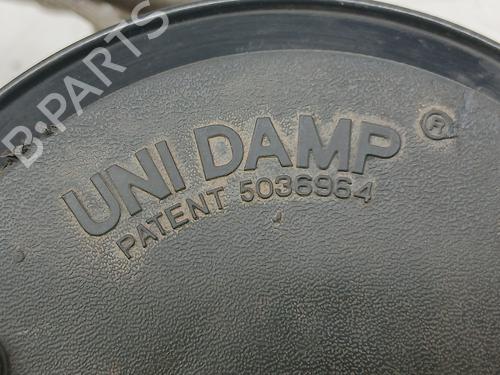 B-PARTS
UNI DAMP ®
PATENT 5036964